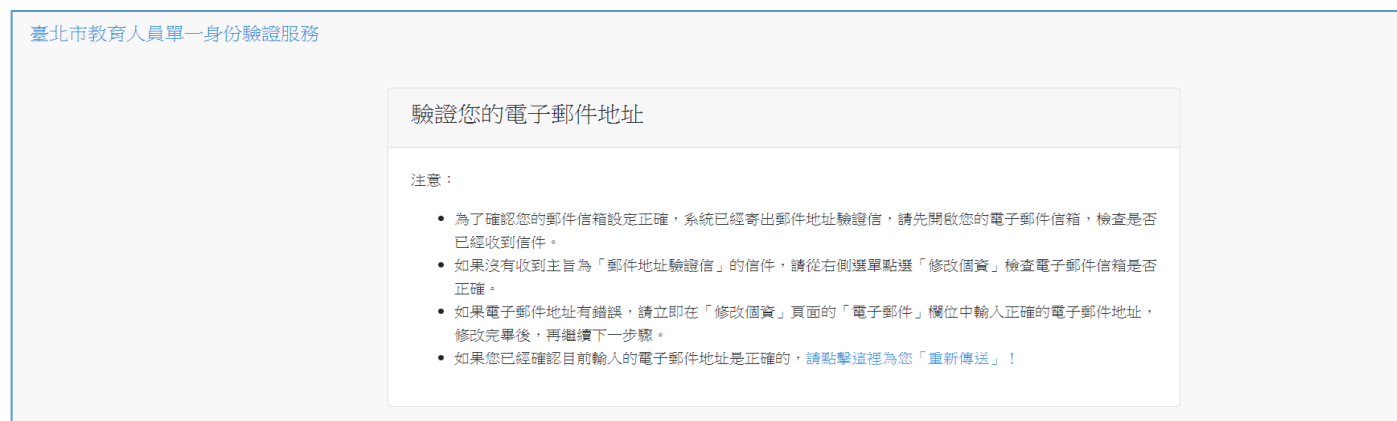 臺北市教育人員單一身份驗證服務
驗證您的電子郵件地址
注意：
• 為了確認您的郵件信箱設定正確，系統已經寄出郵件地址驗證信，請先開啟您的電子郵件信箱，檢查是否
已經收到信件。
• 如果沒有收到主旨為「郵件地址驗證信」的信件，請從右側選單點選「修改個資」檢查電子郵件信箱是否
正確。
• 如果電子郵件地址有錯誤，請立即在「修改個資」頁面的「電子郵件」欄位中輸入正確的電子郵件地址，
修改完畢後，再繼續下一步驟。
• 如果您已經確認目前輸入的電子郵件地址是正確的，請點擊這裡為您「重新傳送」！